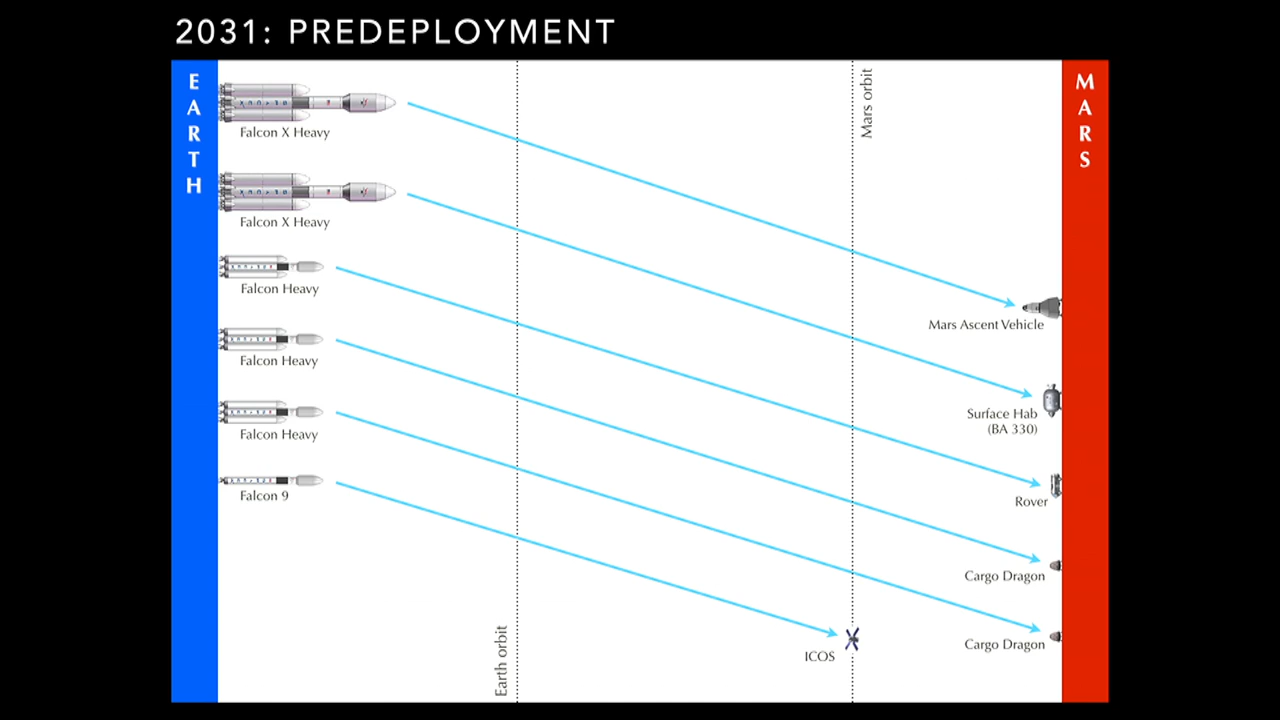 2031: PREDEPLOYMENT
EARTH
Falcon X Heavy
Falcon X Heavy
Falcon Heavy
Falcon Heavy
Falcon Heavy
Falcon 9
Earth orbit
Mars orbit
Mars Ascent Vehicle
Surface Hab
(BA 330)
Rover
Cargo Dragon
Cargo Dragon
ICOS
MARS